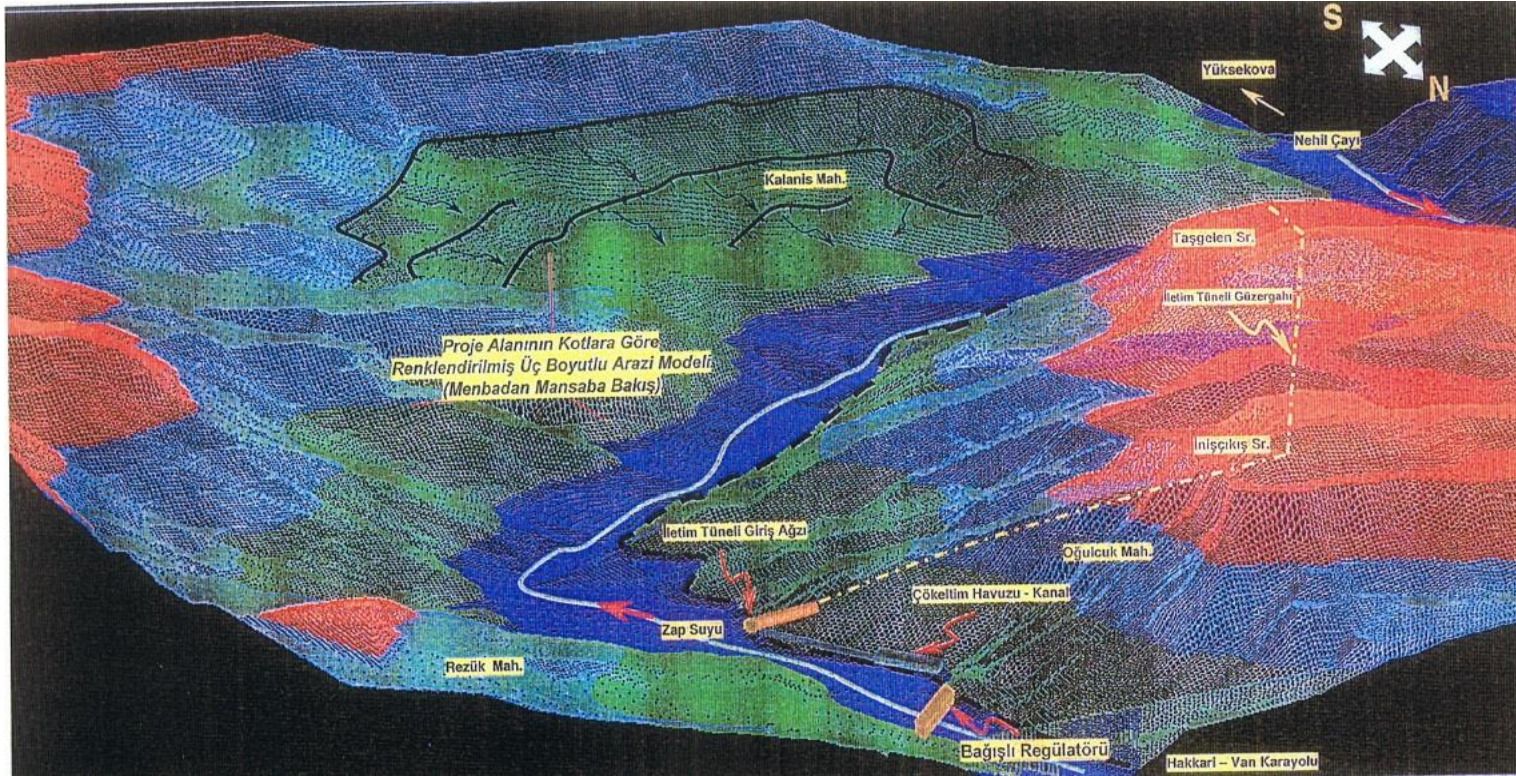 S
N
Yüksekova
Nehil Çayı
Kalanis Mah.
Taşgelen Sr.
İletim Tüneli Güzergahı
Proje Alanının Kotlara Göre
Renklendirilmiş Üç Boyutlu Arazi Modeli
(Menbadan Mansaba Bakış)
İnişçıkış Sr.
İletim Tüneli Giriş Ağzı
Oğulcuk Mah.
Çökeltim Havuzu - Kanal
Zap Suyu
Rezük Mah.
Bağışlı Regülatörü
Hakkari – Van Karayolu